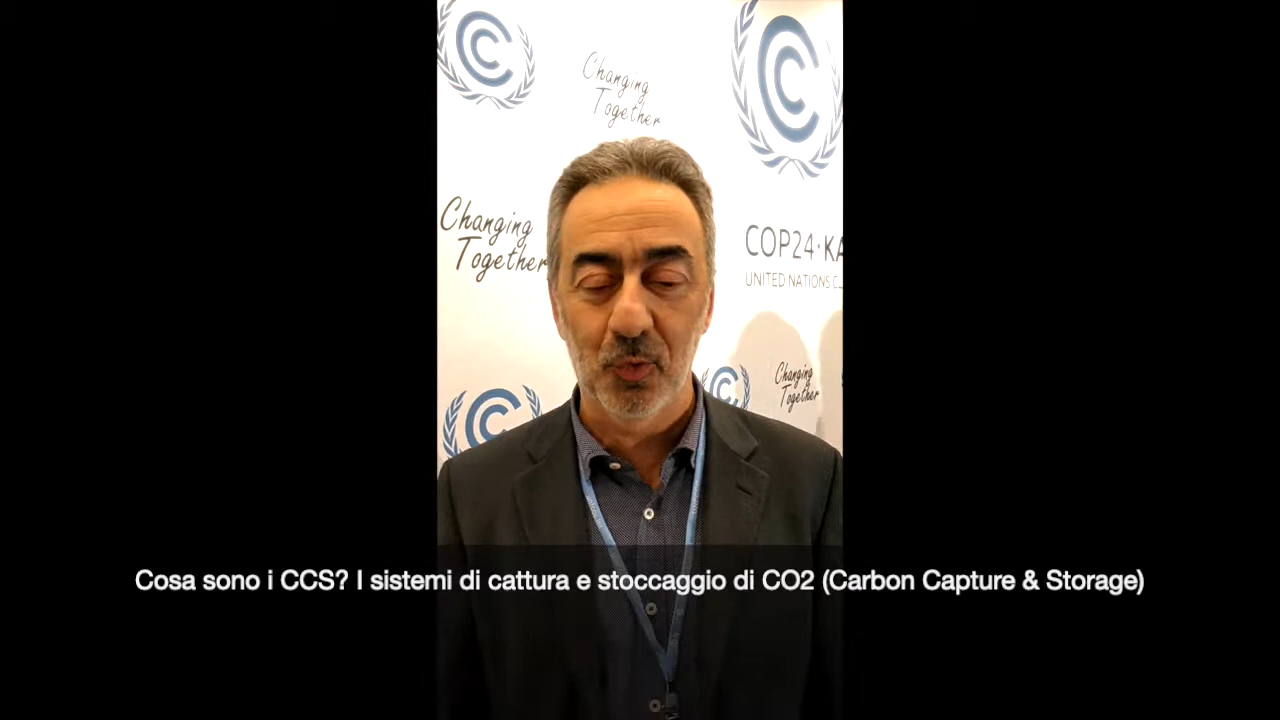 Changing
Together
Changing
Together
COP24·KA
UNITED NATIONS C
Changing
Together
Cosa sono i CCS? I sistemi di cattura e stoccaggio di CO2 (Carbon Capture & Storage)